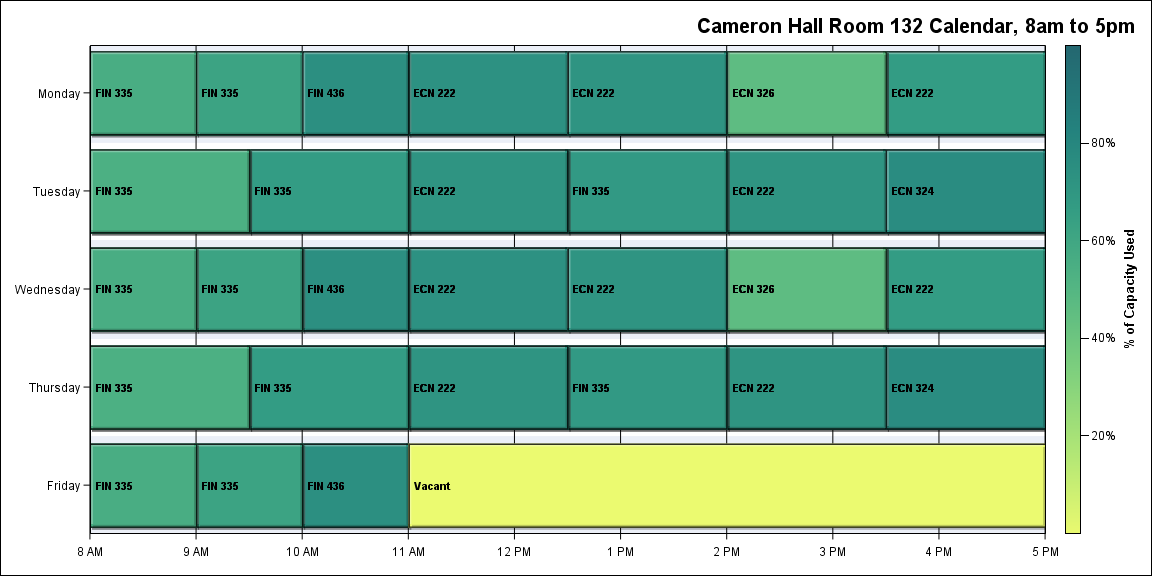 Cameron Hall Room 132 Calendar, 8am to 5pm
Monday FIN 335 FIN 335 FIN 436 ECN 222 ECN 222 ECN 326 ECN 222
Tuesday FIN 335 FIN 335 ECN 222 FIN 335 ECN 222 ECN 324
Wednesday FIN 335 FIN 335 FIN 436 ECN 222 ECN 222 ECN 326 ECN 222
Thursday FIN 335 FIN 335 ECN 222 FIN 335 ECN 222 ECN 324
Friday FIN 335 FIN 335 FIN 436 Vacant
8 AM 9 AM 10 AM 11 AM 12 PM 1 PM 2 PM 3 PM 4 PM 5 PM
80%
60%
40%
20%
% of Capacity Used